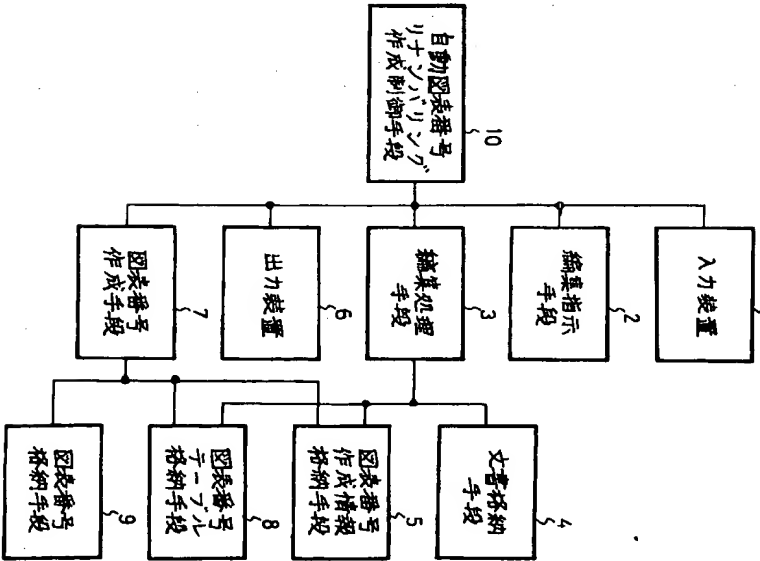 文書格納
手段
4
図表番号
作成情報
格納手段
5
図表番号
テーブル
格納手段
8
図表番号
格納手段
9
入力装置
編集指示
手段
2
編集処理
手段
3
出力装置
6
図表番号
作成手段
7
自動図表番号
リナンバリング
作成制御手段
10